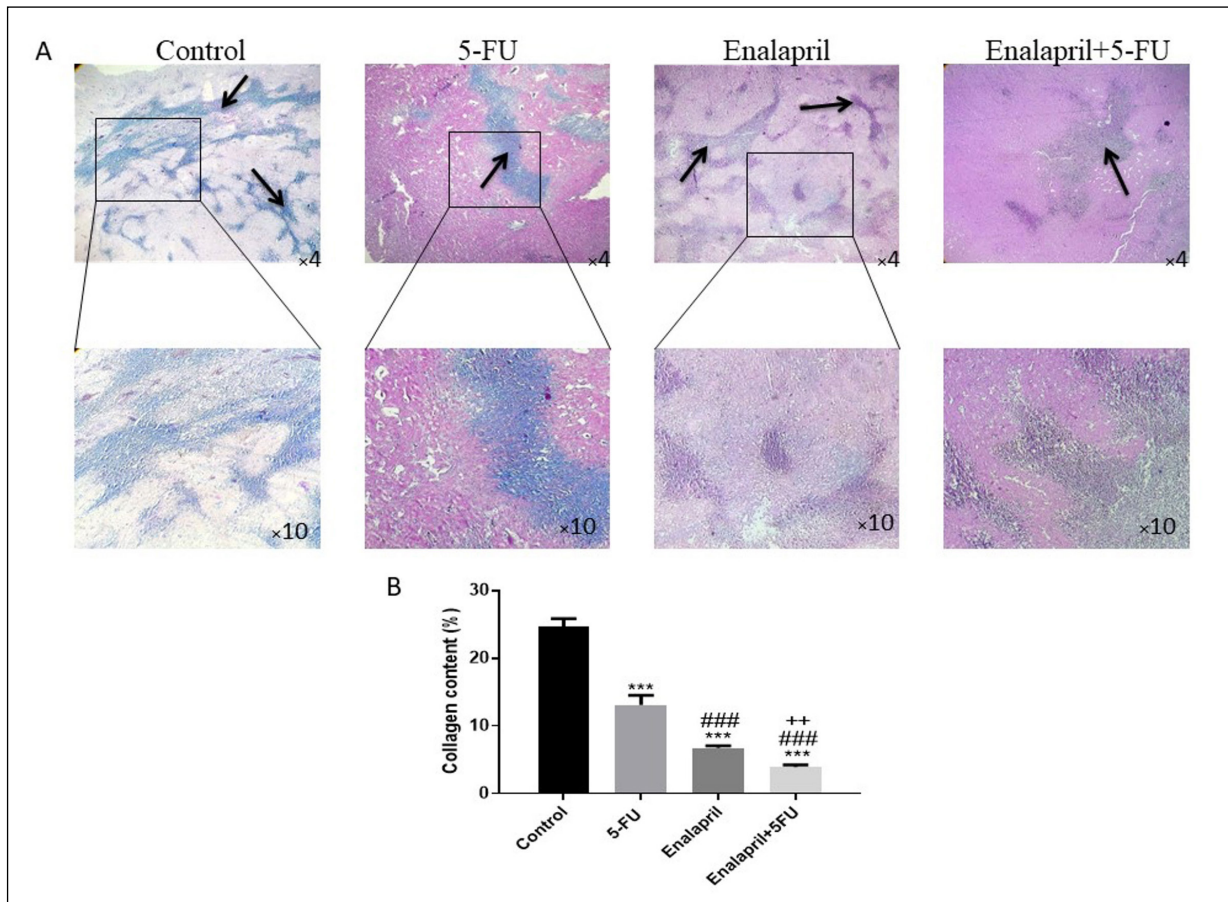 A
Control
5-FU
Enalapril
Enalapril+5-FU
×4
×4
×4
×4
×10
×10
×10
×10
B
Collagen content (%)
30
20
10
0
***
###
***
++
###
***
Control
5-FU
Enalapril
Enalapril+5FU